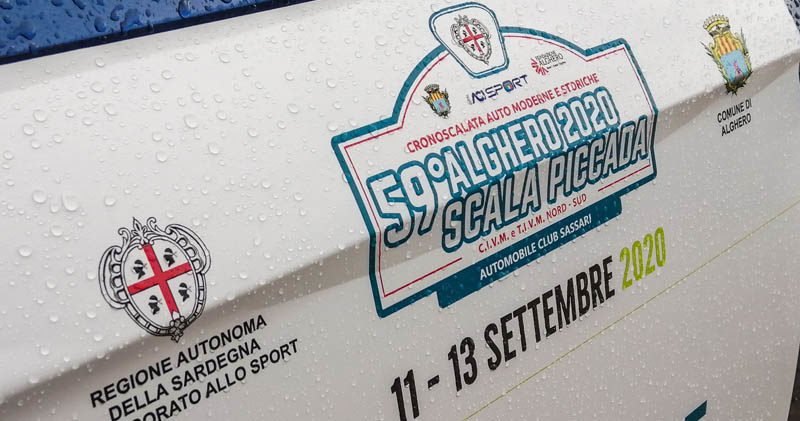 ACI SPORT
ALGHERO
CRONOSCALATA AUTO MODERNE E STORICHE
59° ALGHERO 2020
SCALA PICCADA
C.I.V.M. e T.I.V.M. NORD - SUD
AUTOMOBILE CLUB SASSARI
COMUNE DI
ALGHERO
REGIONE AUTONOMA
DELLA SARDEGNA
ORATO ALLO SPORT
11 - 13 SETTEMBRE 2020